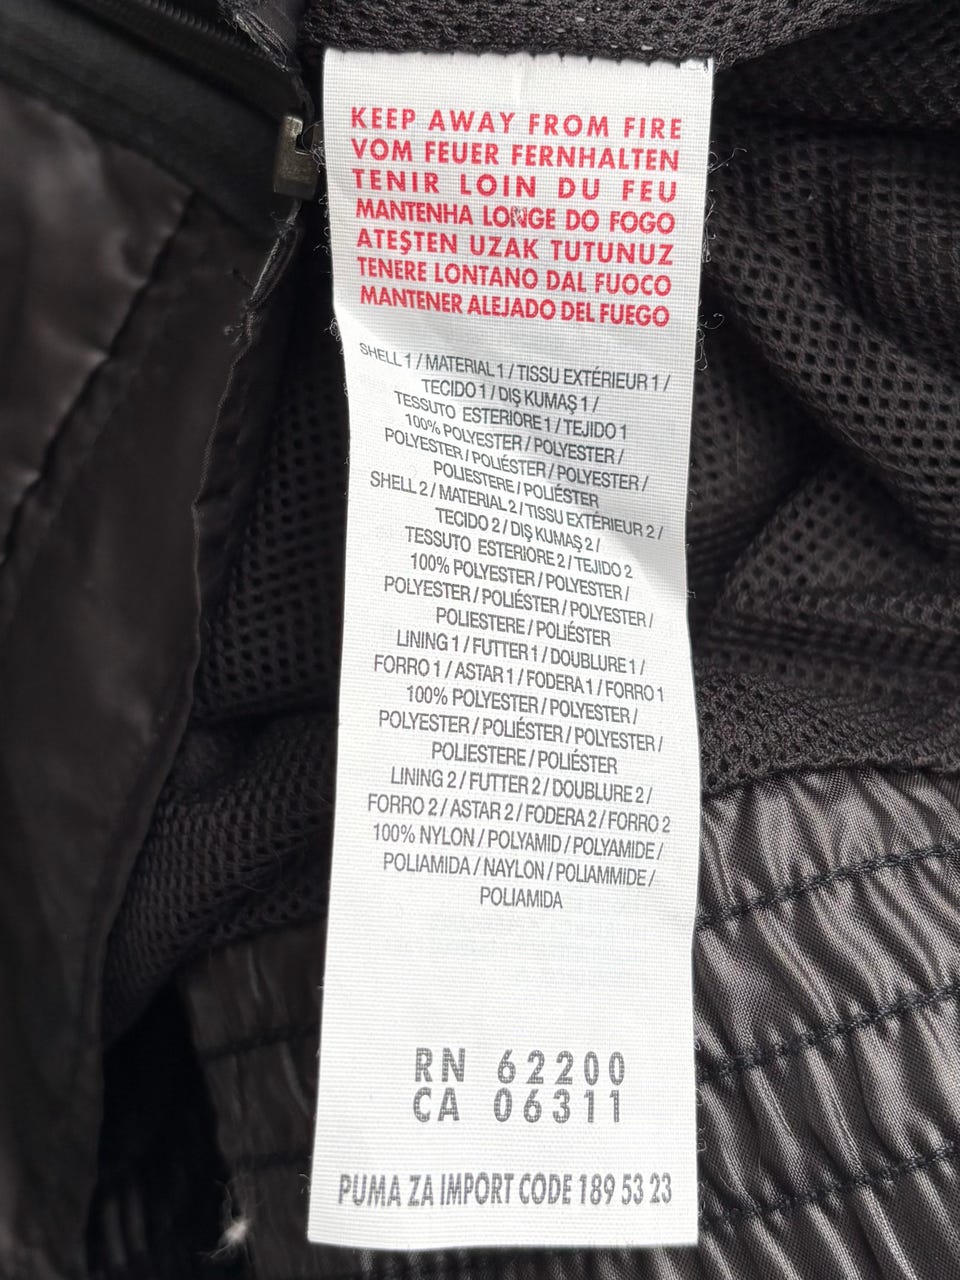 KEEP AWAY FROM FIRE
VOM FEUER FERNHALTEN
TENIR LOIN DU FEU
MANTENHA LONGE DO FOGO
ATEŞTEN UZAK TUTUNUZ
TENERE LONTANO DAL FUOCO
MANTENER ALEJADO DEL FUEGO
SHELL 1 / MATERIAL 1 / TISSU EXTÉRIEUR 1 /
TECIDO 1 / DIŞ KUMAŞ 1 /
TESSUTO ESTERIORE 1 / TEJIDO 1
100% POLYESTER / POLYESTER /
POLYESTER / POLIÉSTER / POLYESTER /
POLIESTERE / POLIÉSTER
SHELL 2 / MATERIAL 2 / TISSU EXTÉRIEUR 2 /
TECIDO 2 / DIŞ KUMAŞ 2 /
TESSUTO ESTERIORE 2 / TEJIDO 2
100% POLYESTER / POLYESTER /
POLYESTER / POLIÉSTER / POLYESTER /
POLIESTERE / POLIÉSTER
LINING 1 / FUTTER 1 / DOUBLURE 1 /
FORRO 1 / ASTAR 1 / FODERA 1 / FORRO 1
100% POLYESTER / POLYESTER /
POLYESTER / POLIÉSTER / POLYESTER /
POLIESTERE / POLIÉSTER
LINING 2 / FUTTER 2 / DOUBLURE 2 /
FORRO 2 / ASTAR 2 / FODERA 2 / FORRO 2
100% NYLON / POLYAMID / POLYAMIDE /
POLIAMIDA / NAYLON / POLIAMMIDE /
POLIAMIDA
RN 62200
CA 06311
PUMA ZA IMPORT CODE 189 53 23